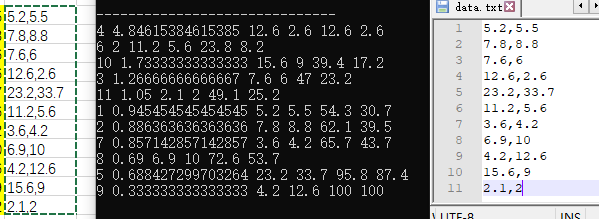 5.2,5.5
7.8,8.8
7.6,6
12.6,2.6
23.2,33.7
11.2,5.6
3.6,4.2
6.9,10
4.2,12.6
15.6,9
2.1,2
--------------------------------
4 4.84615384615385 12.6 2.6 12.6 2.6
6 2 11.2 5.6 23.8 8.2
10 1.73333333333333 15.6 9 39.4 17.2
3 1.26666666666667 7.6 6 47 23.2
11 1.05 2.1 2 49.1 25.2
1 0.945454545454545 5.2 5.5 54.3 30.7
2 0.886363636363636 7.8 8.8 62.1 39.5
7 0.857142857142857 3.6 4.2 65.7 43.7
8 0.69 6.9 10 72.6 53.7
5 0.688427299703264 23.2 33.7 95.8 87.4
9 0.333333333333333 4.2 12.6 100 100
data.txt
1 5.2,5.5
2 7.8,8.8
3 7.6,6
4 12.6,2.6
5 23.2,33.7
6 11.2,5.6
7 3.6,4.2
8 6.9,10
9 4.2,12.6
10 15.6,9
11 2.1,2
UTF-8 INS